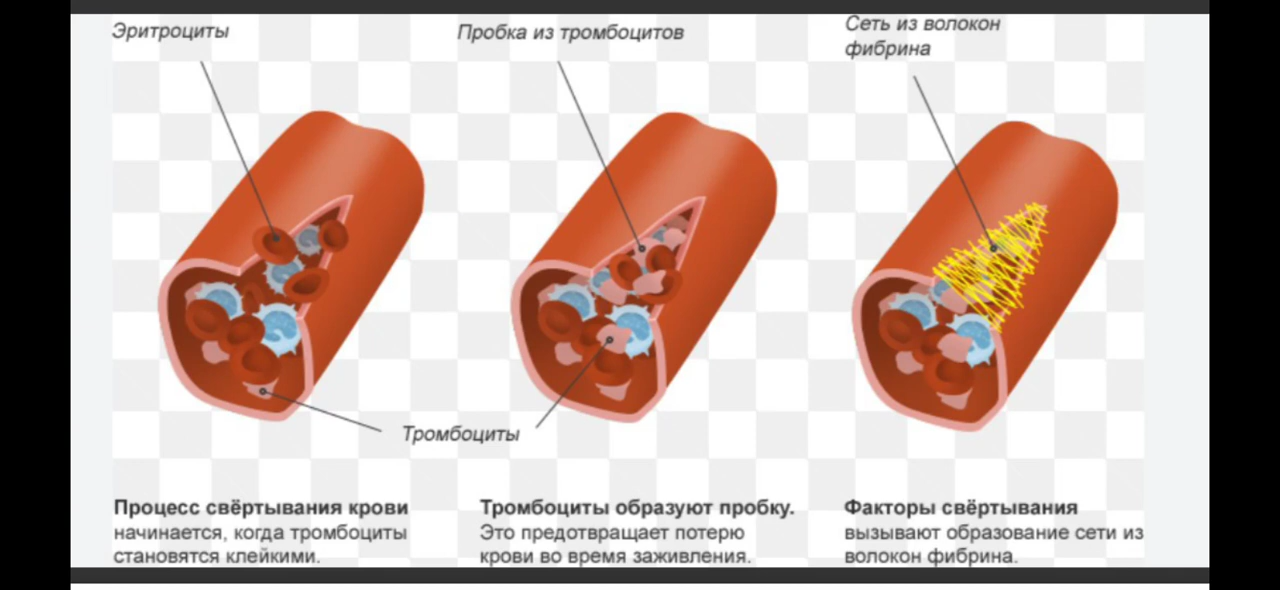 Эритроциты
Пробка из тромбоцитов
Сеть из волокон
фибрина
Тромбоциты
Процесс свёртывания крови
начинается, когда тромбоциты
становятся клейкими.
Тромбоциты образуют пробку.
Это предотвращает потерю
крови во время заживления.
Факторы свёртывания
вызывают образование сети из
волокон фибрина.